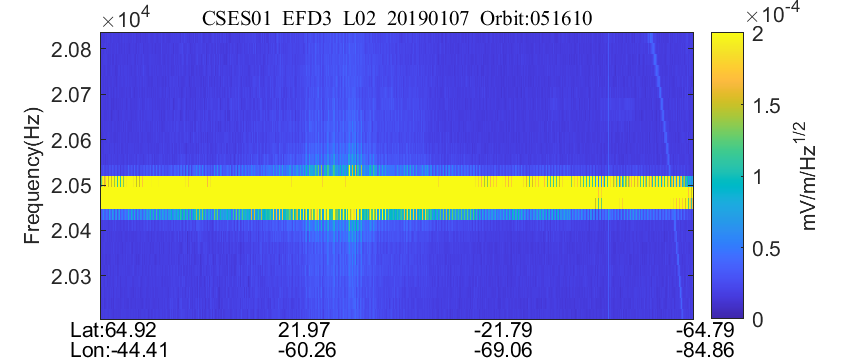 ×10⁴ CSES01 EFD3 L02 20190107 Orbit:051610 ×10⁻⁴
2.08
2.07
2.06
2.05
2.04
2.03
Frequency(Hz)
2
1.5
1
0.5
0
mV/m/Hz^1/2
Lat:64.92 21.97 -21.79 -64.79
Lon:-44.41 -60.26 -69.06 -84.86